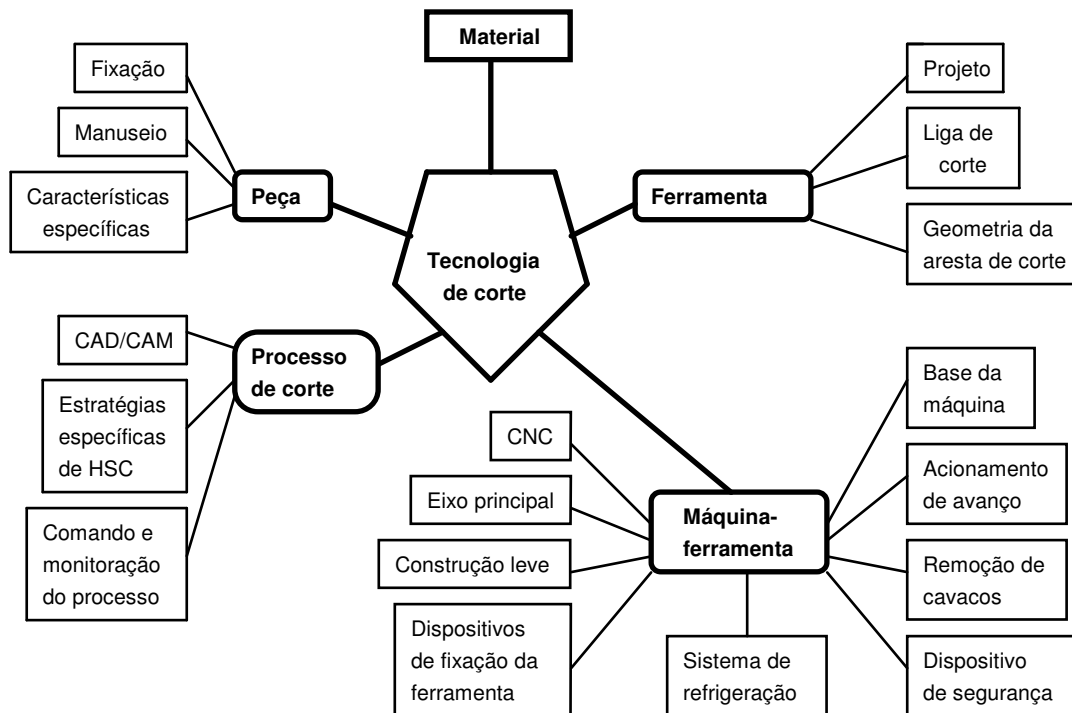 Material
Fixação
Manuseio
Características
específicas
Peça
Projeto
Liga de
corte
Geometria da
aresta de corte
Ferramenta
Tecnologia
de corte
CAD/CAM
Estratégias
específicas
de HSC
Comando e
monitoração
do processo
Processo
de corte
CNC
Eixo principal
Construção leve
Dispositivos
de fixação da
ferramenta
Máquina-
ferramenta
Sistema de
refrigeração
Base da
máquina
Acionamento
de avanço
Remoção de
cavacos
Dispositivo
de segurança